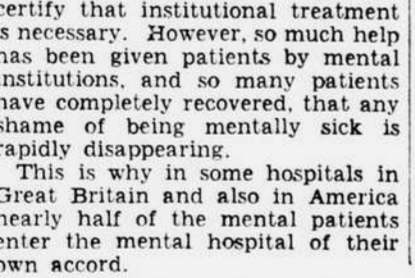 certify that institutional treatment
is necessary. However, so much help
has been given patients by mental
institutions, and so many patients
have completely recovered, that any
shame of being mentally sick is
rapidly disappearing.
This is why in some hospitals in
Great Britain and also in America
nearly half of the mental patients
enter the mental hospital of their
own accord.